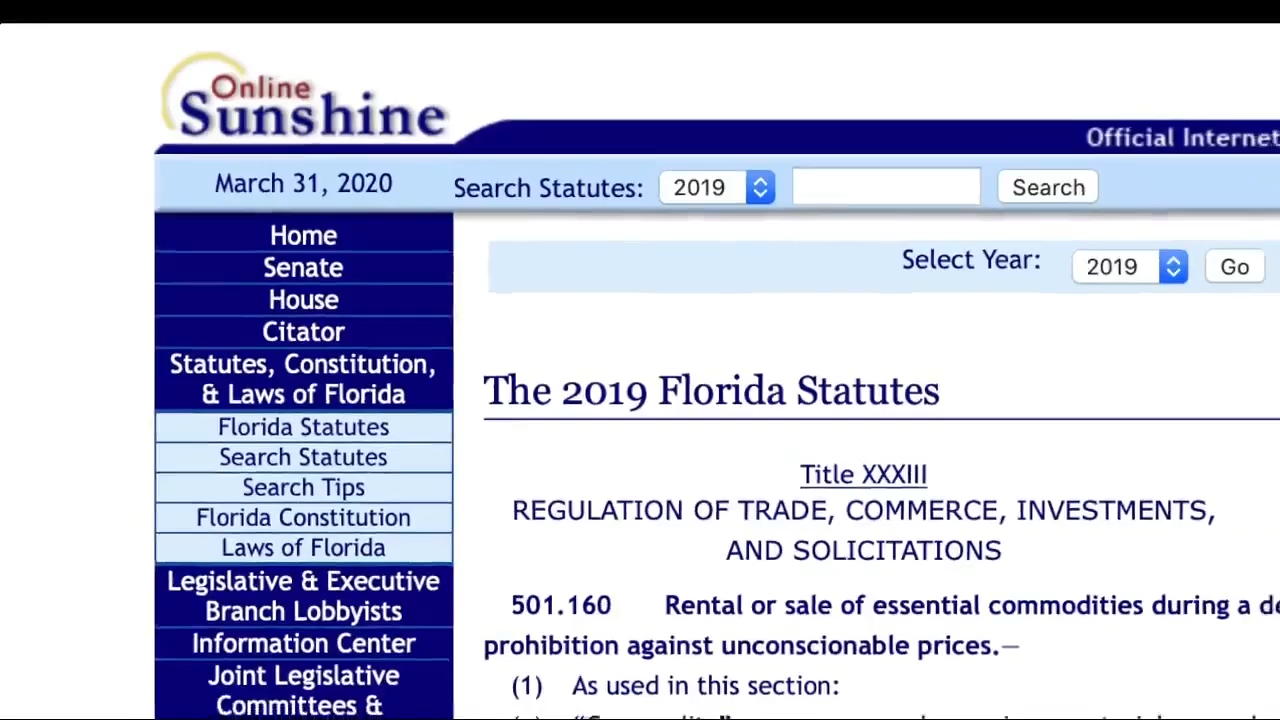 Online
Sunshine
Official Internet
March 31, 2020
Search Statutes: 2019 Search
Home
Senate
House
Citator
Statutes, Constitution,
& Laws of Florida
Florida Statutes
Search Statutes
Search Tips
Florida Constitution
Laws of Florida
Legislative & Executive
Branch Lobbyists
Information Center
Joint Legislative
Committees &
Select Year: 2019 Go
The 2019 Florida Statutes
Title XXXIII
REGULATION OF TRADE, COMMERCE, INVESTMENTS,
AND SOLICITATIONS
501.160 Rental or sale of essential commodities during a de
prohibition against unconscionable prices.—
(1) As used in this section: